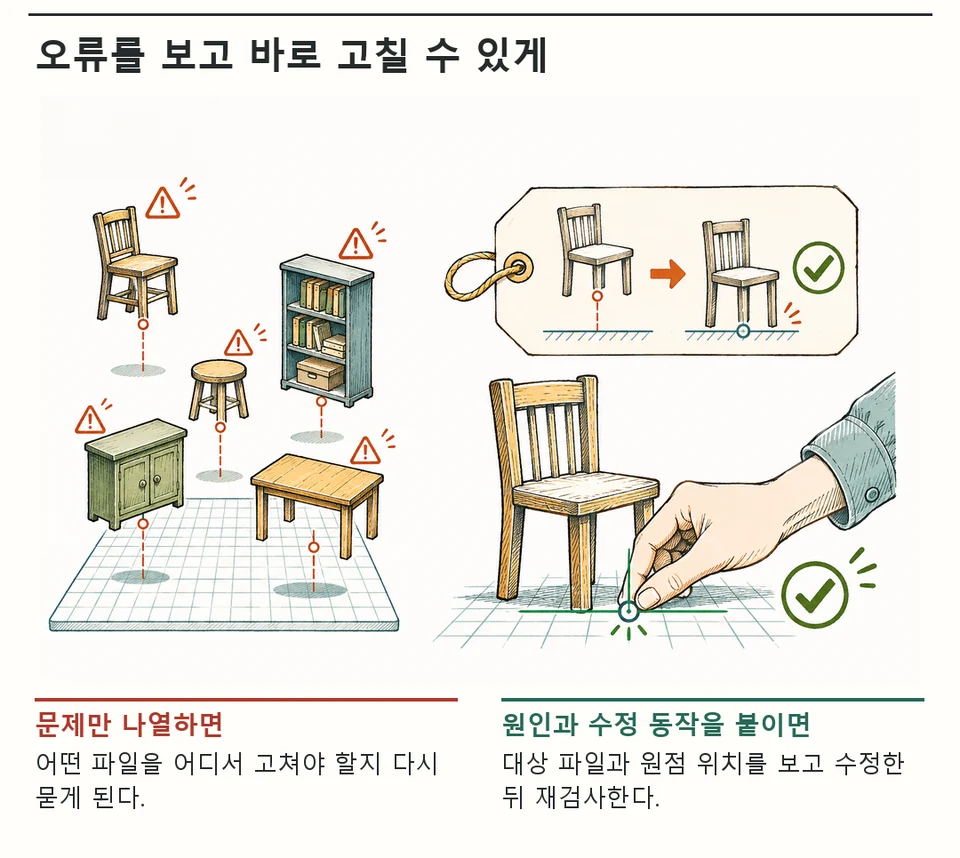 오류를 보고 바로 고칠 수 있게
문제만 나열하면
어떤 파일을 어디서 고쳐야 할지 다시
묻게 된다.
원인과 수정 동작을 붙이면
대상 파일과 원점 위치를 보고 수정한
뒤 재검사한다.